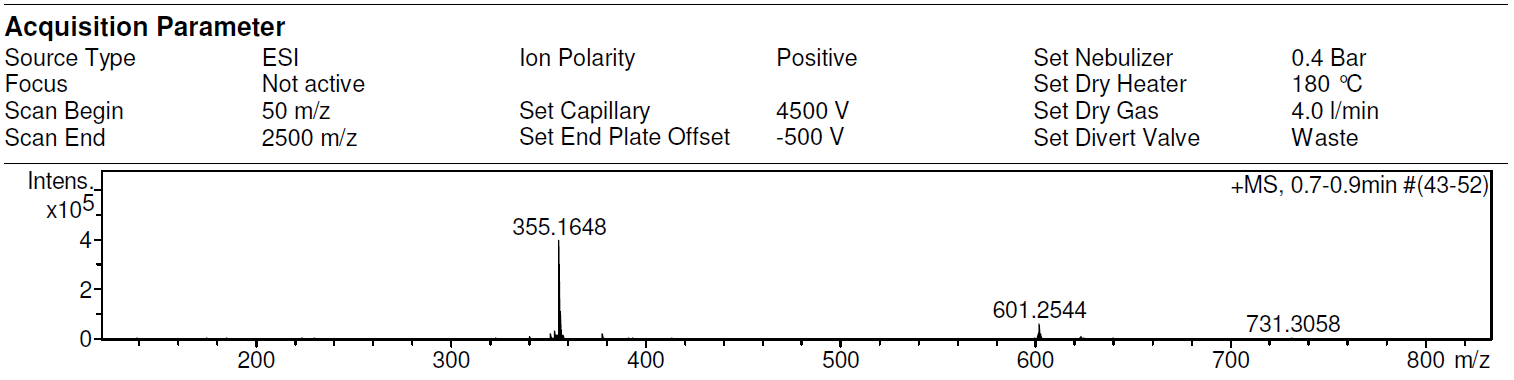 Acquisition Parameter
Source Type ESI Ion Polarity Positive Set Nebulizer 0.4 Bar
Focus Not active Set Dry Heater 180 °C
Scan Begin 50 m/z Set Capillary 4500 V Set Dry Gas 4.0 l/min
Scan End 2500 m/z Set End Plate Offset -500 V Set Divert Valve Waste
Intens. +MS, 0.7-0.9min #(43-52)
x10⁵
355.1648
4
2
601.2544
731.3058
0
200 300 400 500 600 700 800 m/z